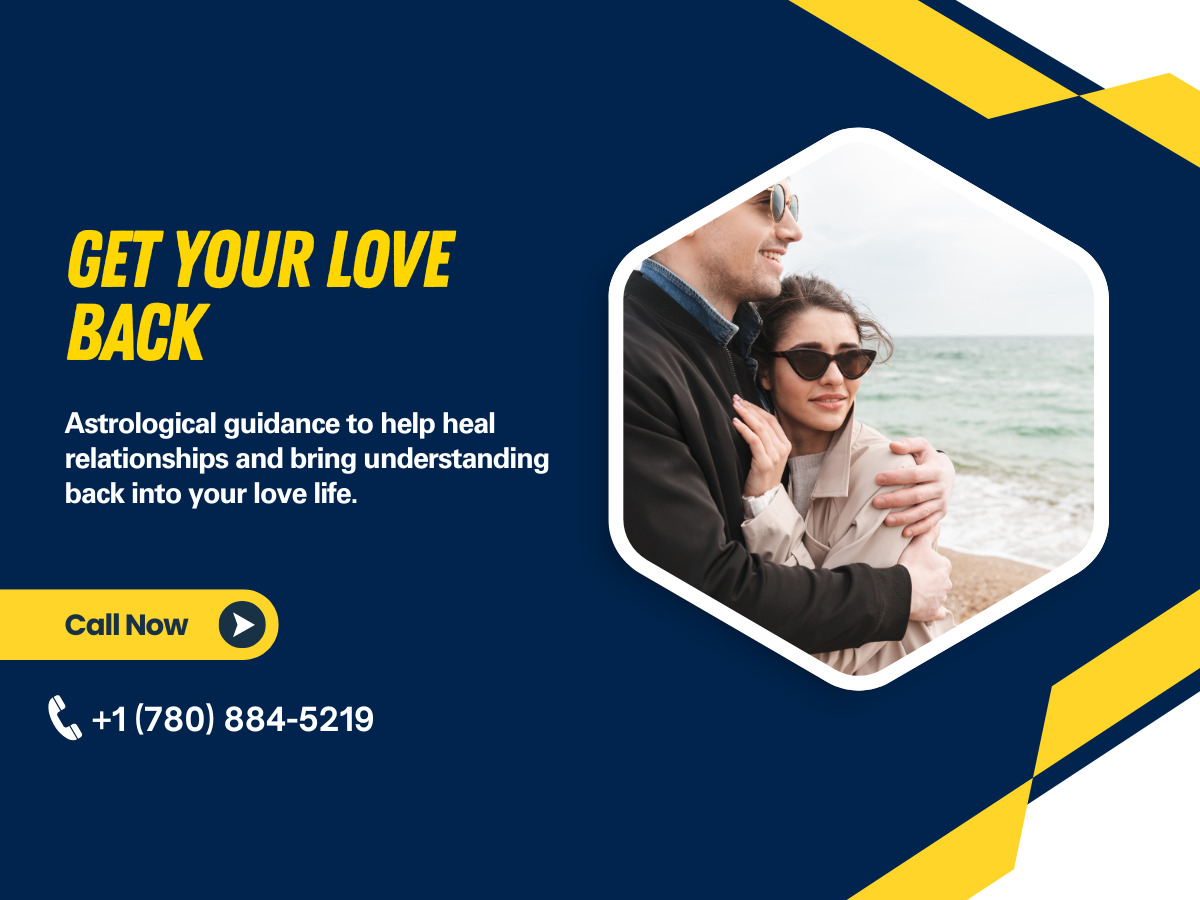 GET YOUR LOVE
BACK
Astrological guidance to help heal
relationships and bring understanding
back into your love life.
Call Now
+1 (780) 884-5219